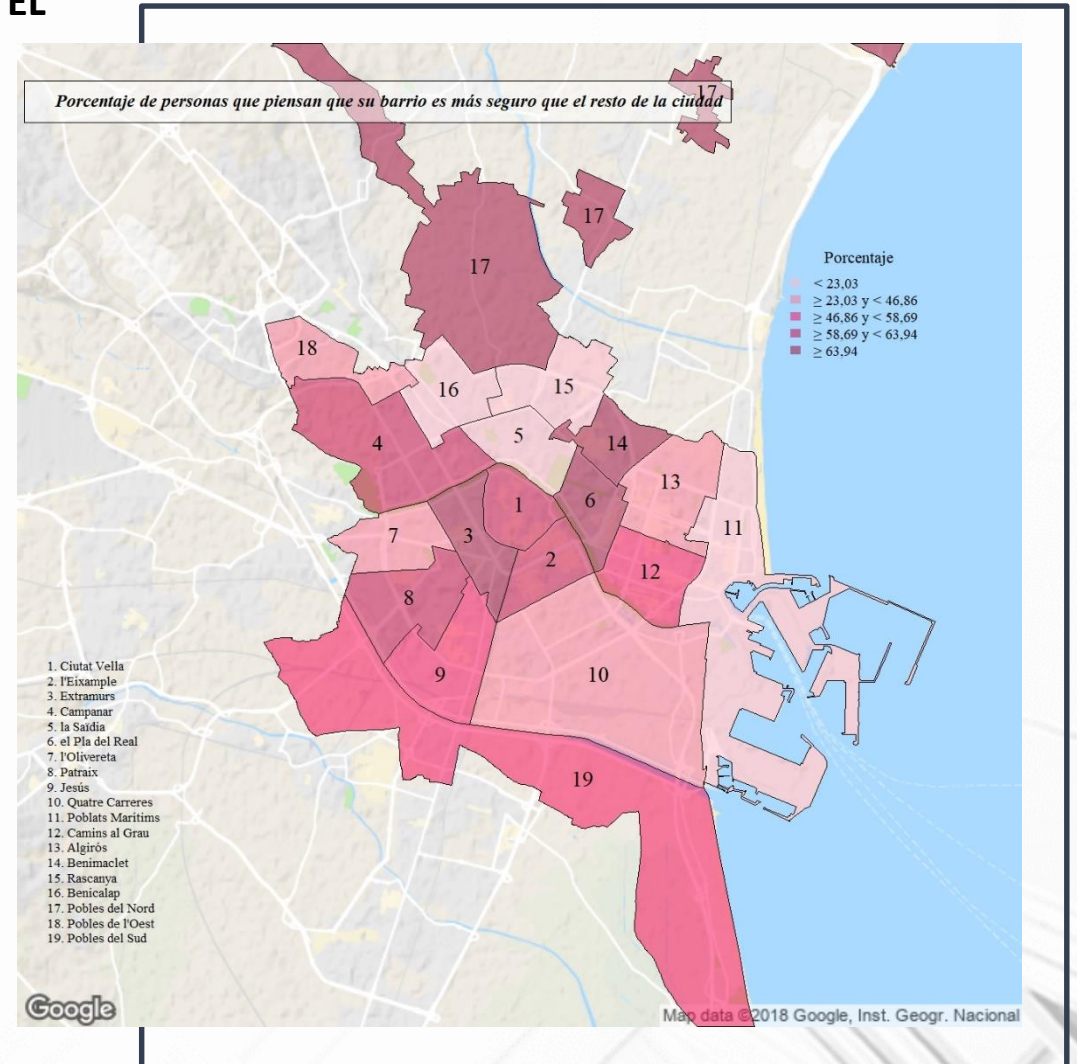 EL
Porcentaje de personas que piensan que su barrio es más seguro que el resto de la ciudad
17
17
17
Porcentaje
< 23,03
≥ 23,03 y < 46,86
≥ 46,86 y < 58,69
≥ 58,69 y < 63,94
≥ 63,94
18
16
15
4
5
14
13
6
1
11
7
3
2
12
8
9
10
19
1. Ciutat Vella
2. l'Eixample
3. Extramurs
4. Campanar
5. la Saïdia
6. el Pla del Real
7. l'Olivereta
8. Patraix
9. Jesús
10. Quatre Carreres
11. Poblats Marítims
12. Camins al Grau
13. Algirós
14. Benimaclet
15. Rascanya
16. Benicalap
17. Pobles del Nord
18. Pobles de l'Oest
19. Pobles del Sud
Google
Map data ©2018 Google, Inst. Geogr. Nacional